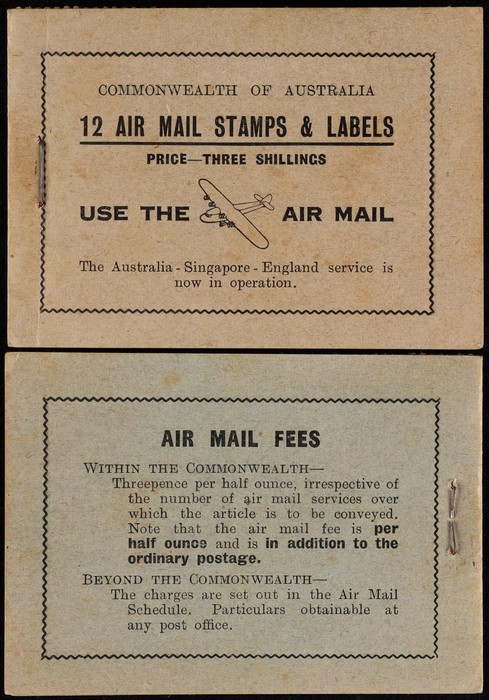 COMMONWEALTH OF AUSTRALIA
12 AIR MAIL STAMPS & LABELS
PRICE—THREE SHILLINGS
USE THE AIR MAIL
The Australia - Singapore - England service is
now in operation.
AIR MAIL FEES
WITHIN THE COMMONWEALTH—
Threepence per half ounce, irrespective of
the number of air mail services over
which the article is to be conveyed.
Note that the air mail fee is per
half ounce and is in addition to the
ordinary postage.
BEYOND THE COMMONWEALTH—
The charges are set out in the Air Mail
Schedule. Particulars obtainable at
any post office.